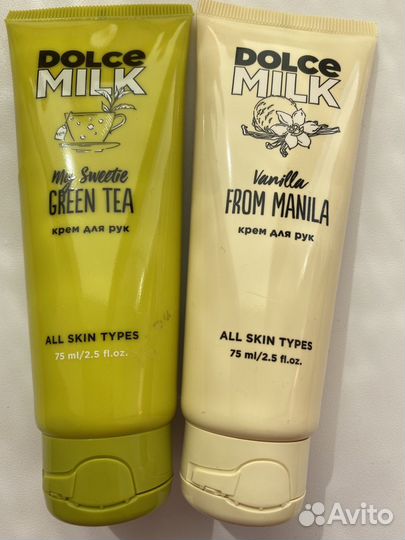 DOLCE
MILK
My Sweetie
GREEN TEA
крем для рук
ALL SKIN TYPES
75 ml/2.5 fl.oz.
DOLCE
MILK
Vanilla
FROM MANILA
крем для рук
ALL SKIN TYPES
75 ml/2.5 fl.oz.
Avito